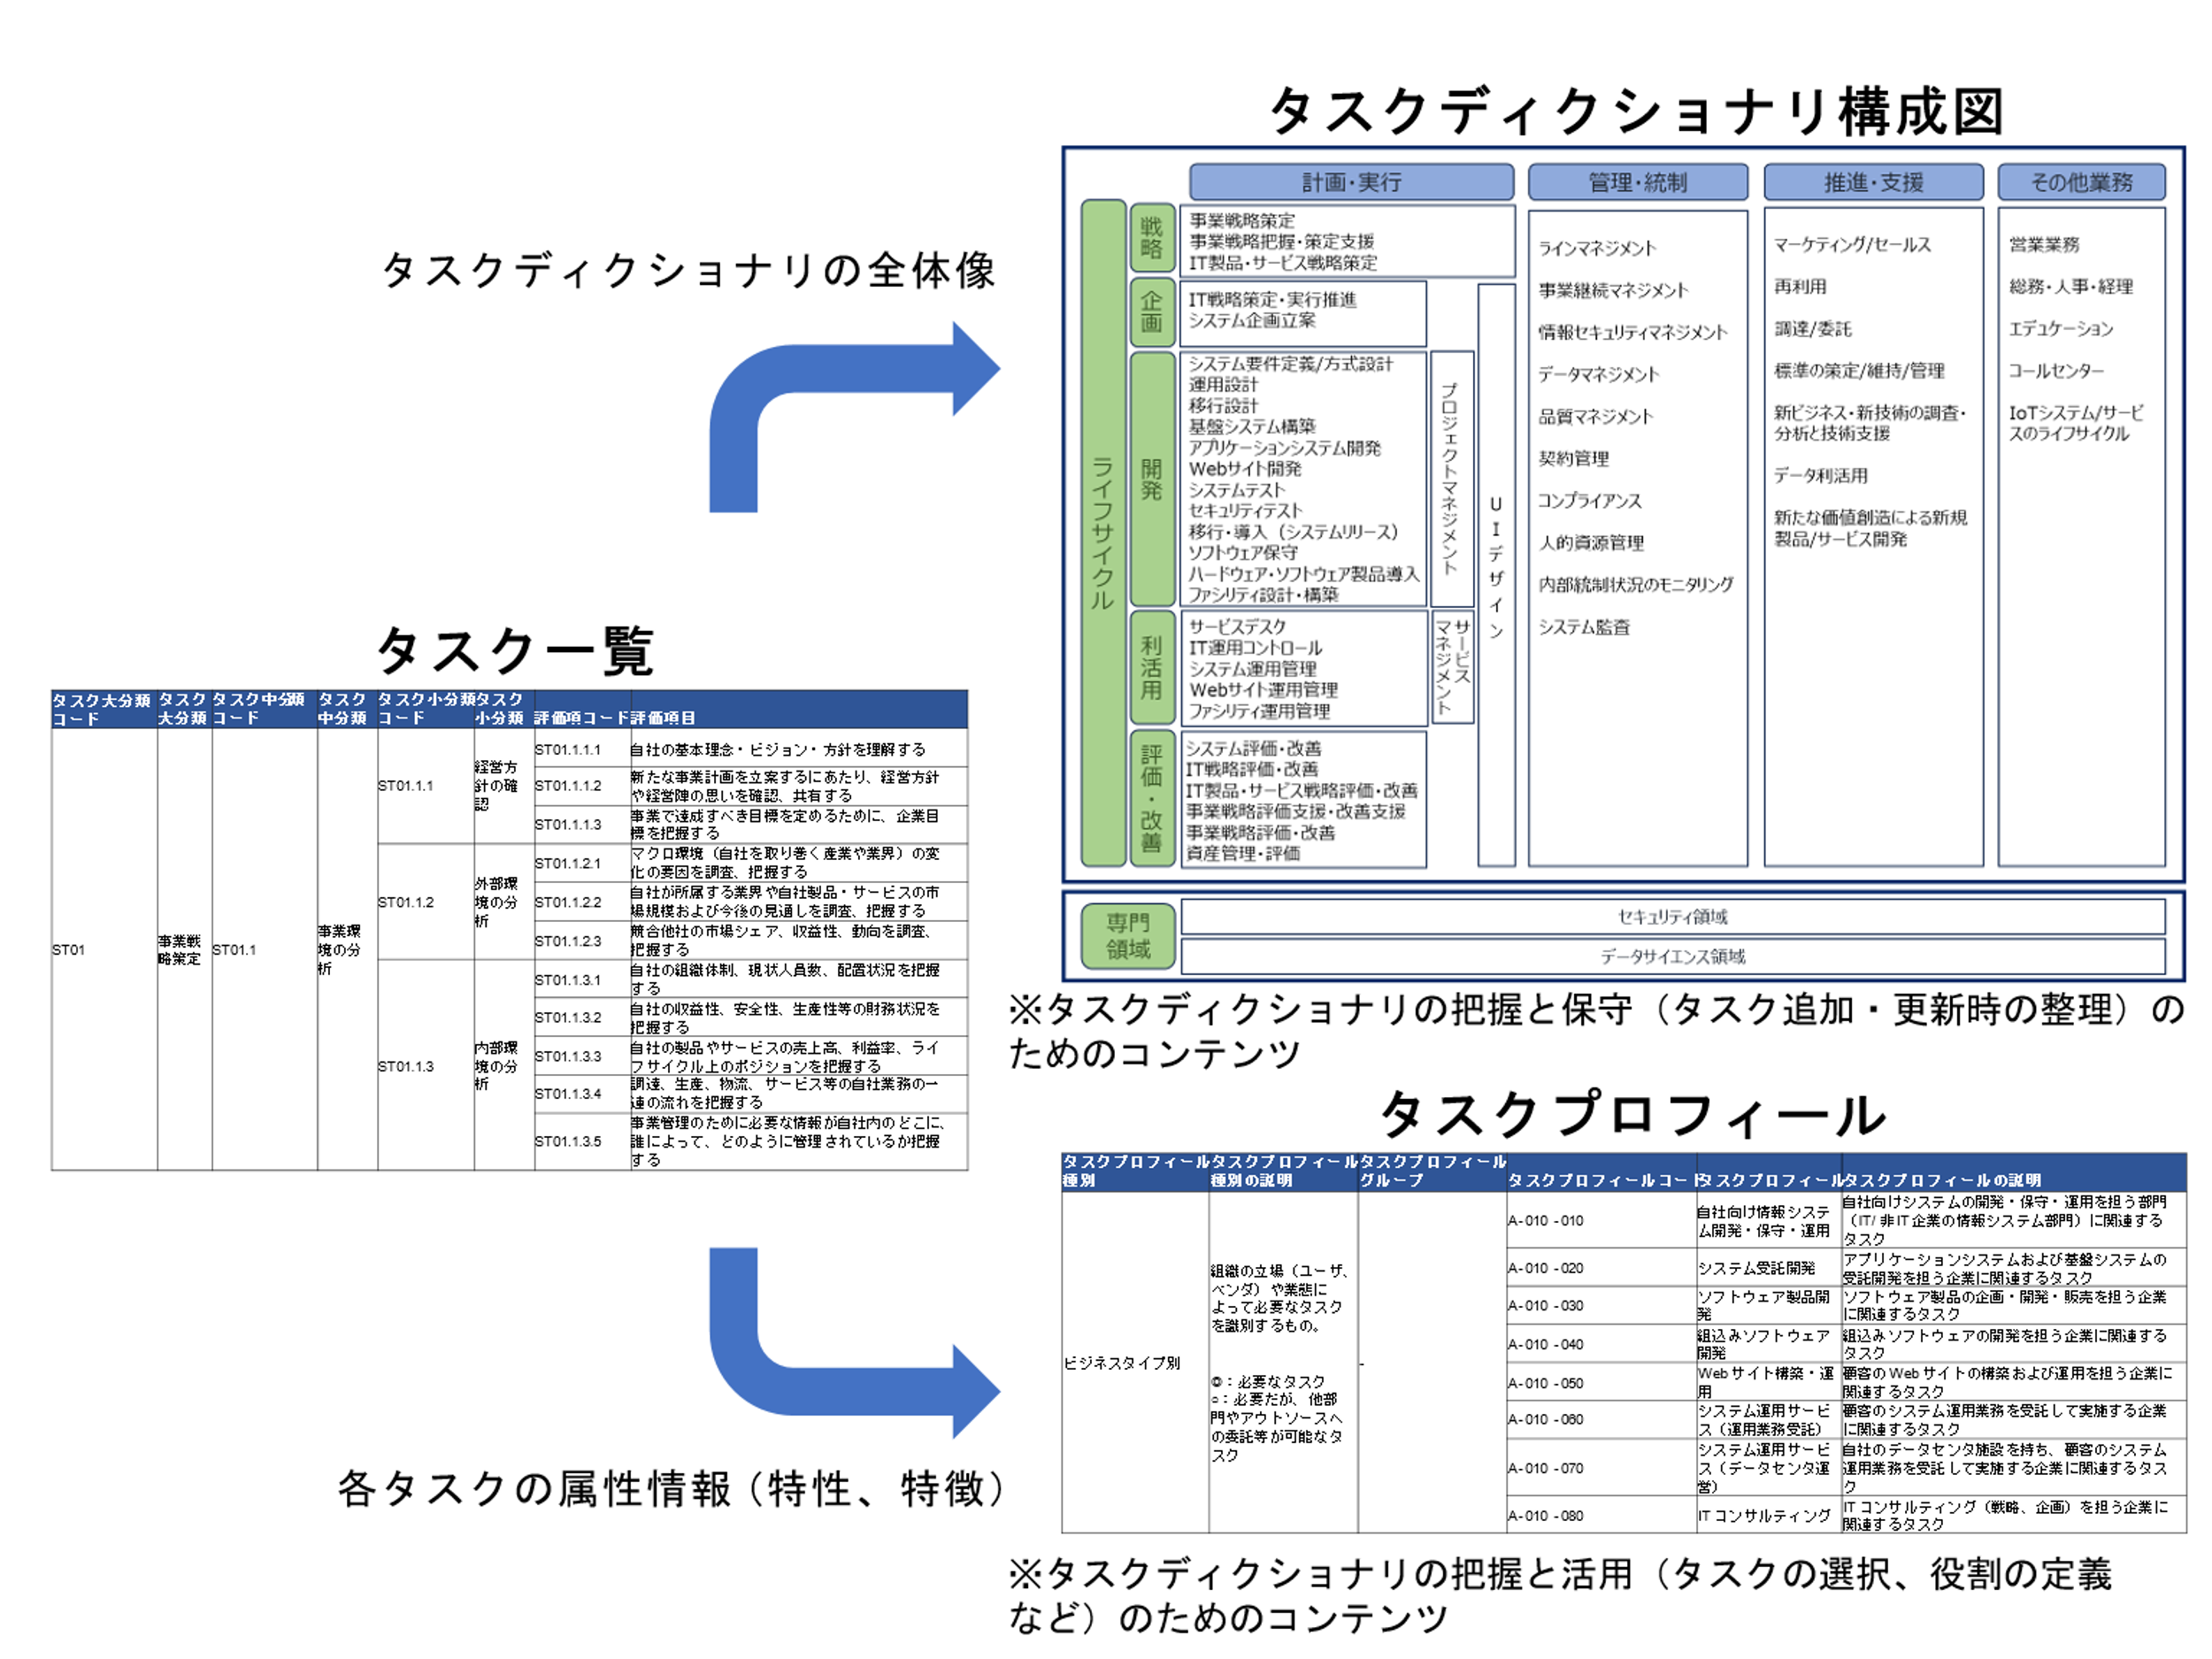 タスクディクショナリ構成図
計画・実行
管理・統制
推進・支援
その他業務
ライフサイクル
戦略
事業戦略策定
事業戦略把握・策定支援
IT製品・サービス戦略策定
企画
IT戦略策定・実行推進
システム企画立案
開発
システム要件定義/方式設計
運用設計
移行設計
基盤システム構築
アプリケーションシステム開発
Webサイト開発
システムテスト
セキュリティテスト
移行・導入（システムリリース）
ソフトウェア保守
ハードウェア・ソフトウェア製品導入
ファシリティ設計・構築
プロジェクトマネジメント
利活用
サービスデスク
IT運用コントロール
システム運用管理
Webサイト運用管理
ファシリティ運用管理
サービス
マネジメント
評価・改善
システム評価・改善
IT戦略評価・改善
IT製品・サービス戦略評価・改善
事業戦略評価支援・改善支援
事業戦略評価・改善
資産管理・評価
UIデザイン
ラインマネジメント
事業継続マネジメント
情報セキュリティマネジメント
データマネジメント
品質マネジメント
契約管理
コンプライアンス
人的資源管理
内部統制状況のモニタリング
システム監査
マーケティング/セールス
再利用
調達/委託
標準の策定/維持/管理
新ビジネス・新技術の調査・
分析と技術支援
データ利活用
新たな価値創造による新規
製品/サービス開発
営業業務
総務・人事・経理
エデュケーション
コールセンター
IoTシステム/サービ
スのライフサイクル
専門
領域
セキュリティ領域
データサイエンス領域
※タスクディクショナリの把握と保守（タスク追加・更新時の整理）の
ためのコンテンツ
タスクディクショナリの全体像
タスク一覧
タスク大分類
コード
タスク
大分類
タスク中分類
コード
タスク
中分類
タスク小分類
コード
タスク
小分類
評価項コード
評価項目
ST01
事業戦
略策定
ST01.1
事業環
境の分
析
ST01.1.1
経営方
針の確
認
ST01.1.1.1
自社の基本理念・ビジョン・方針を理解する
ST01.1.1.2
新たな事業計画を立案するにあたり、経営方針
や経営陣の思いを確認、共有する
ST01.1.1.3
事業で達成すべき目標を定めるために、企業目
標を把握する
ST01.1.2
外部環
境の分
析
ST01.1.2.1
マクロ環境（自社を取り巻く産業や業界）の変
化の要因を調査、把握する
ST01.1.2.2
自社が所属する業界や自社製品・サービスの市
場規模および今後の見通しを調査、把握する
ST01.1.2.3
競合他社の市場シェア、収益性、動向を調査、
把握する
ST01.1.3
内部環
境の分
析
ST01.1.3.1
自社の組織体制、現状人員数、配置状況を把握
する
ST01.1.3.2
自社の収益性、安全性、生産性等の財務状況を
把握する
ST01.1.3.3
自社の製品やサービスの売上高、利益率、ライ
フサイクル上のポジションを把握する
ST01.1.3.4
調達、生産、物流、サービス等の自社業務の一
連の流れを把握する
ST01.1.3.5
事業管理のために必要な情報が自社内のどこに、
誰によって、どのように管理されているか把握
する
各タスクの属性情報（特性、特徴）
タスクプロフィール
タスクプロフィール
種別
タスクプロフィール
種別の説明
タスクプロフィール
グループ
タスクプロフィールコード
タスクプロフィール
タスクプロフィールの説明
ビジネスタイプ別
組織の立場（ユーザ、
ベンダ）や業態に
よって必要なタスク
を識別するもの。
◎：必要なタスク
○：必要だが、他部
門やアウトソースへ
の委託等が可能なタ
スク
-
A-010 -010
自社向け情報システ
ム開発・保守・運用
自社向けシステムの開発・保守・運用を担う部門
（IT/ 非IT 企業の情報システム部門）に関連する
タスク
A-010 -020
システム受託開発
アプリケーションシステムおよび基盤システムの
受託開発を担う企業に関連するタスク
A-010 -030
ソフトウェア製品開
発
ソフトウェア製品の企画・開発・販売を担う企業
に関連するタスク
A-010 -040
組込みソフトウェア
開発
組込みソフトウェアの開発を担う企業に関連する
タスク
A-010 -050
Web サイト構築・運
用
顧客の Web サイトの構築および運用を担う企業に
関連するタスク
A-010 -060
システム運用サービ
ス（運用業務受託）
顧客のシステム運用業務を受託して実施する企業
に関連するタスク
A-010 -070
システム運用サービ
ス（データセンタ運
営）
自社のデータセンタ施設を持ち、顧客のシステム
運用業務を受託して実施する企業に関連するタス
ク
A-010 -080
IT コンサルティング
IT コンサルティング（戦略、企画）を担う企業に
関連するタスク
※タスクディクショナリの把握と活用（タスクの選択、役割の定義
など）のためのコンテンツ